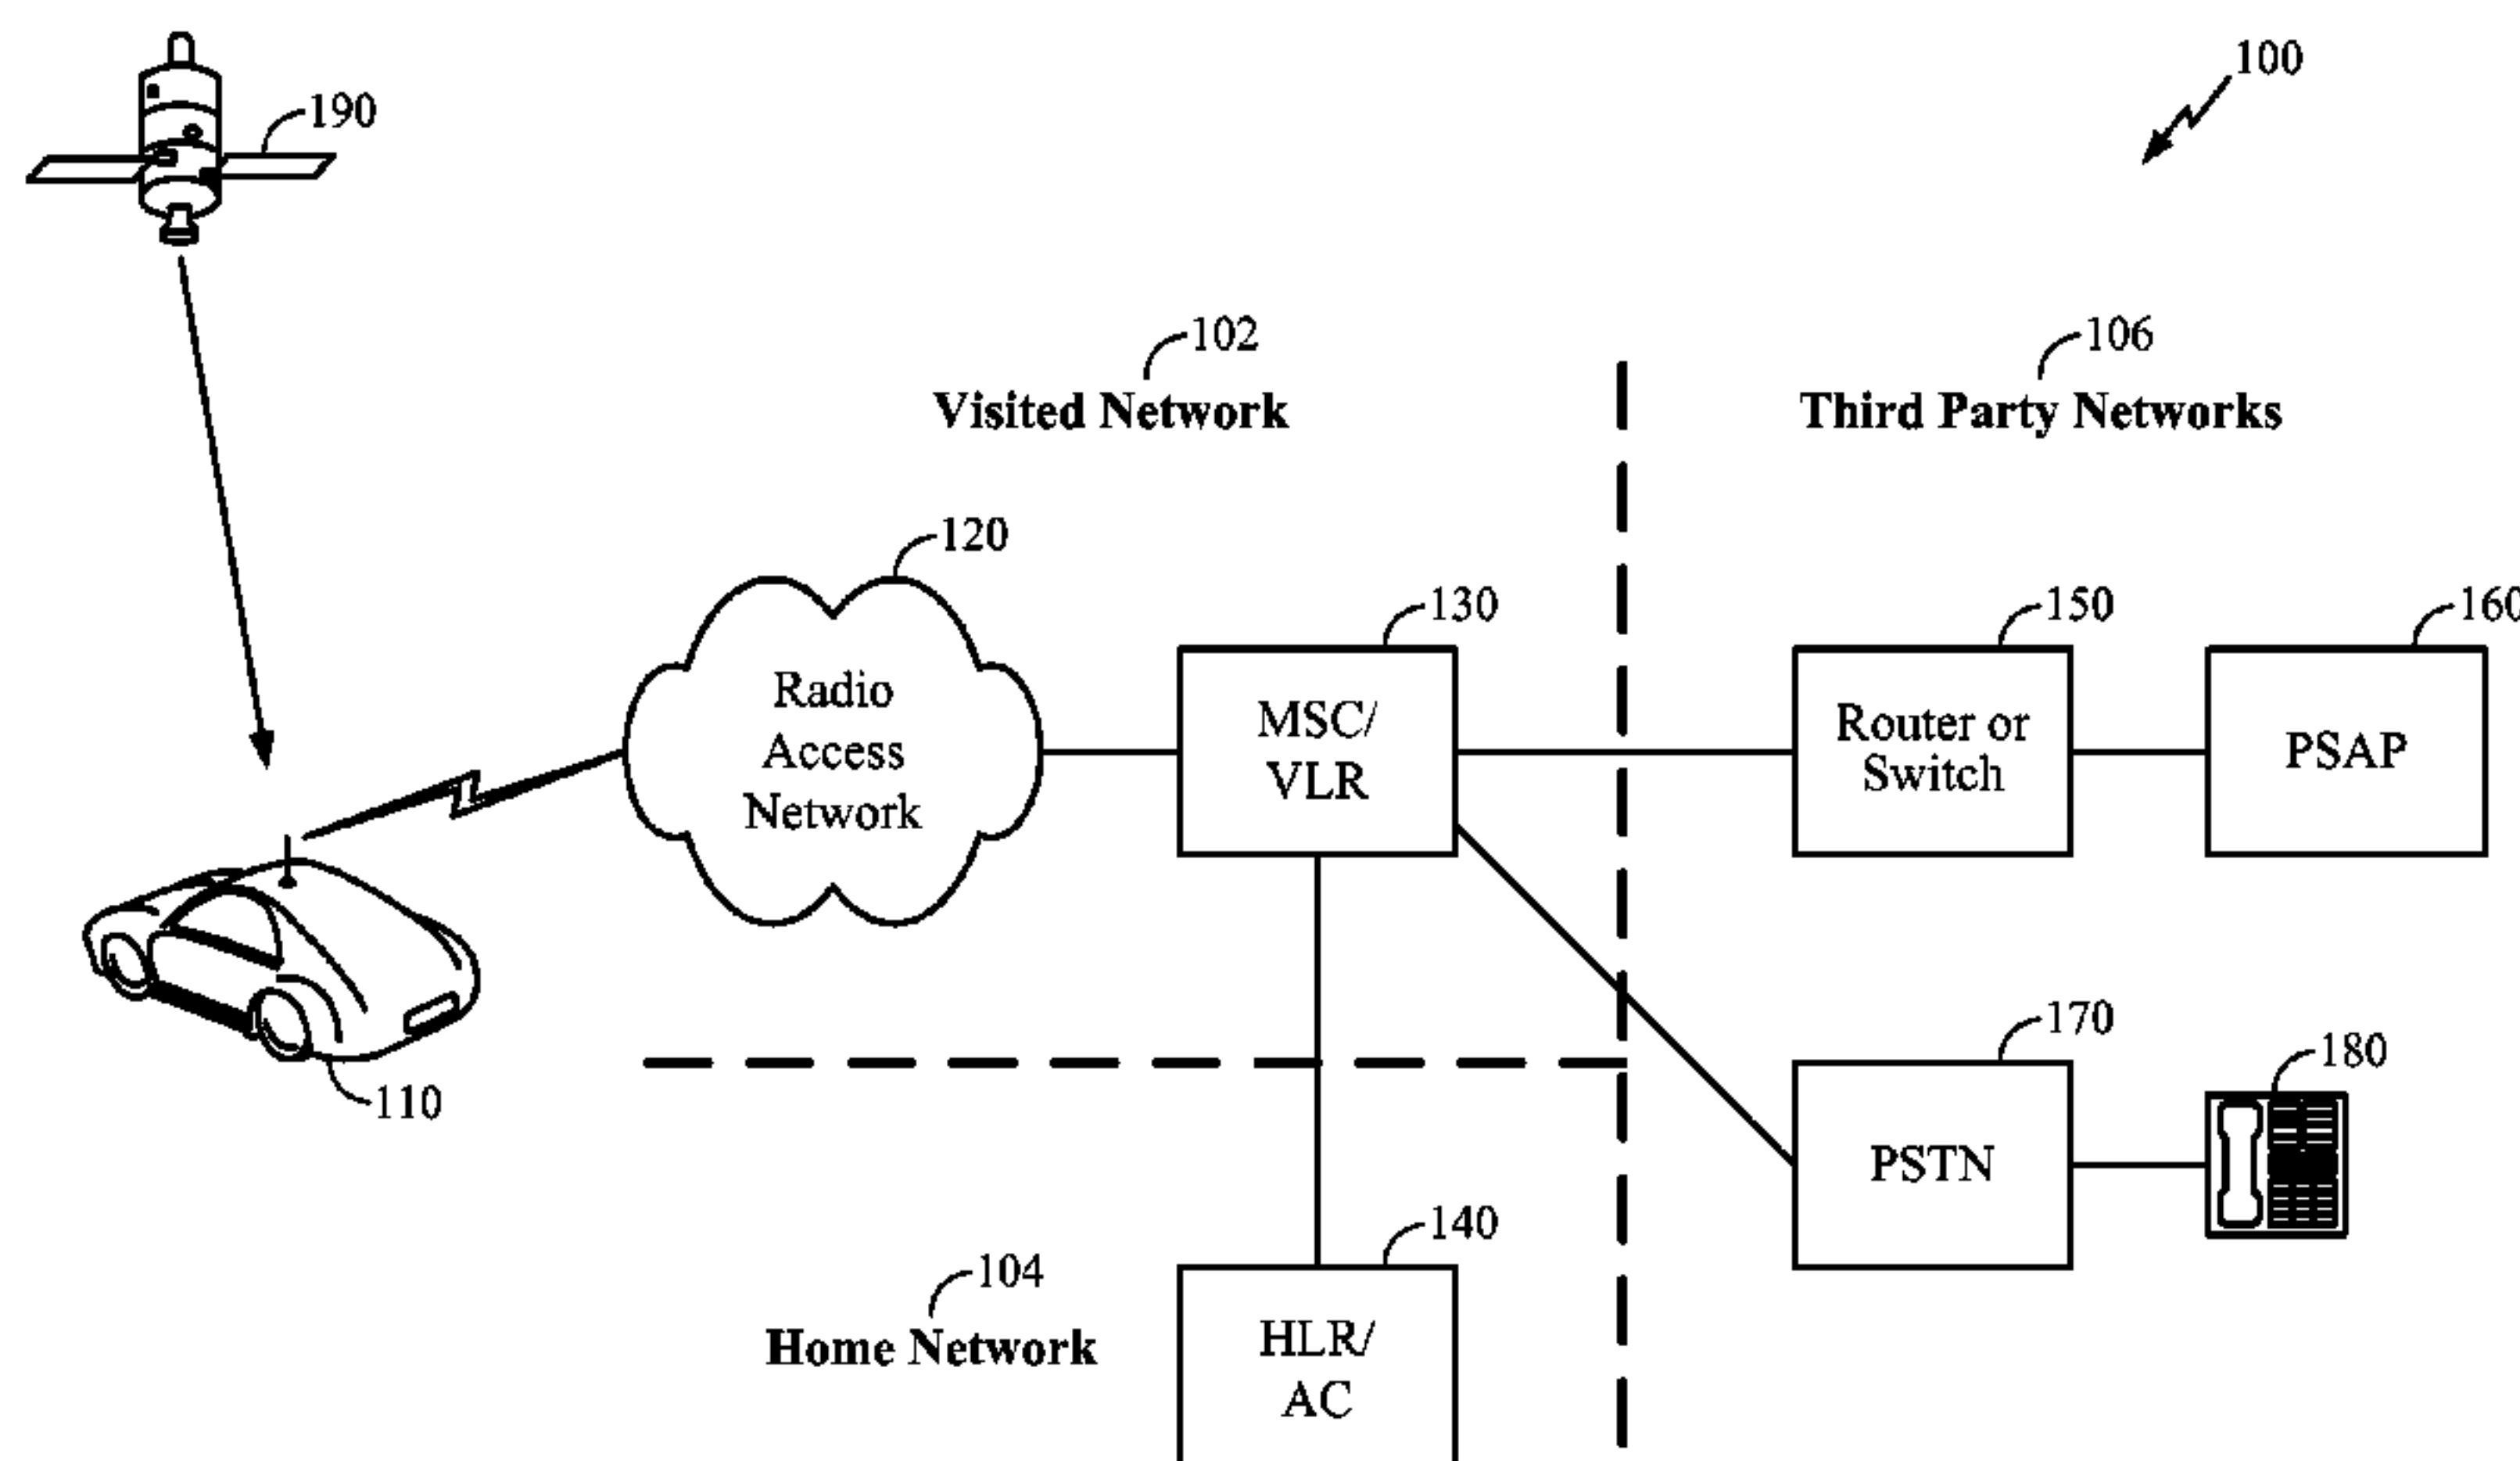 100
190
102
106
Visited Network
Third Party Networks
120
130
150
160
Radio
Access
Network
MSC/
VLR
Router or
Switch
PSAP
110
170
180
PSTN
140
104
Home Network
HLR/
AC